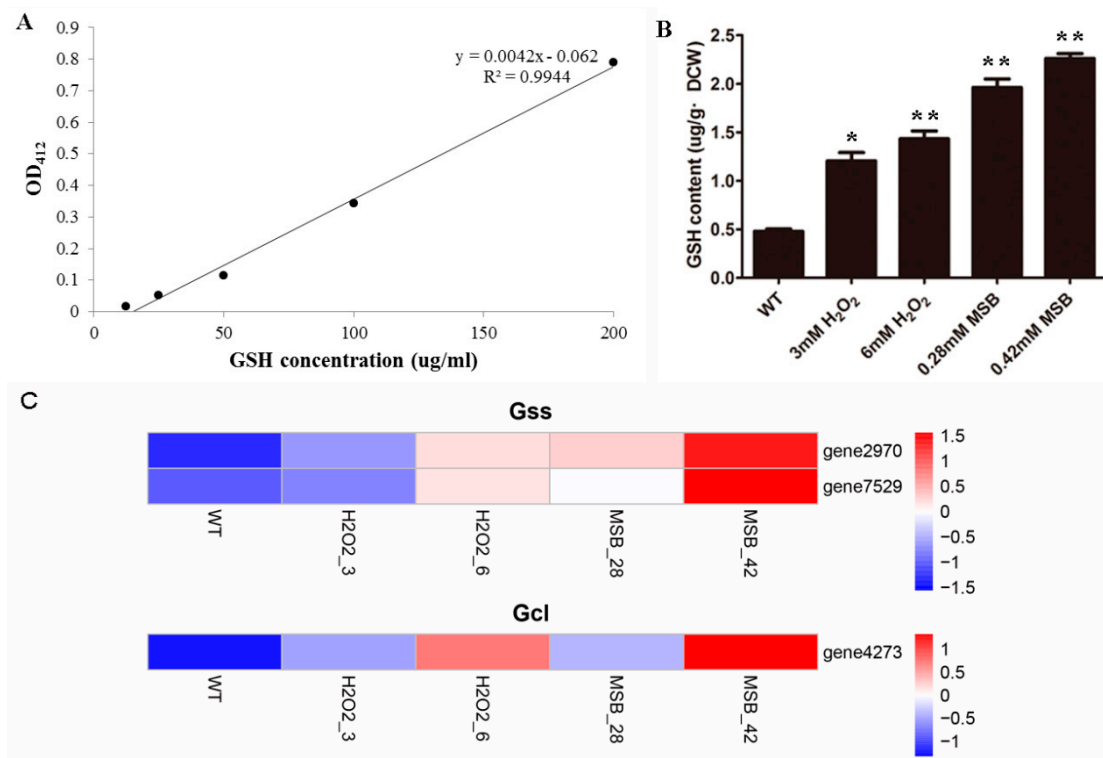 A
y = 0.0042x - 0.062
R² = 0.9944
OD₄₁₂
0.9
0.8
0.7
0.6
0.5
0.4
0.3
0.2
0.1
0
0 50 100 150 200
GSH concentration (ug/ml)
B
GSH content (ug/g· DCW)
2.5
2.0
1.5
1.0
0.5
0.0
* ** ** **
WT
3mM H₂O₂
6mM H₂O₂
0.28mM MSB
0.42mM MSB
C
Gss
gene2970
gene7529
WT
H2O2_3
H2O2_6
MSB_28
MSB_42
1.5
1
0.5
0
−0.5
−1
−1.5
Gcl
gene4273
WT
H2O2_3
H2O2_6
MSB_28
MSB_42
1
0.5
0
−0.5
−1